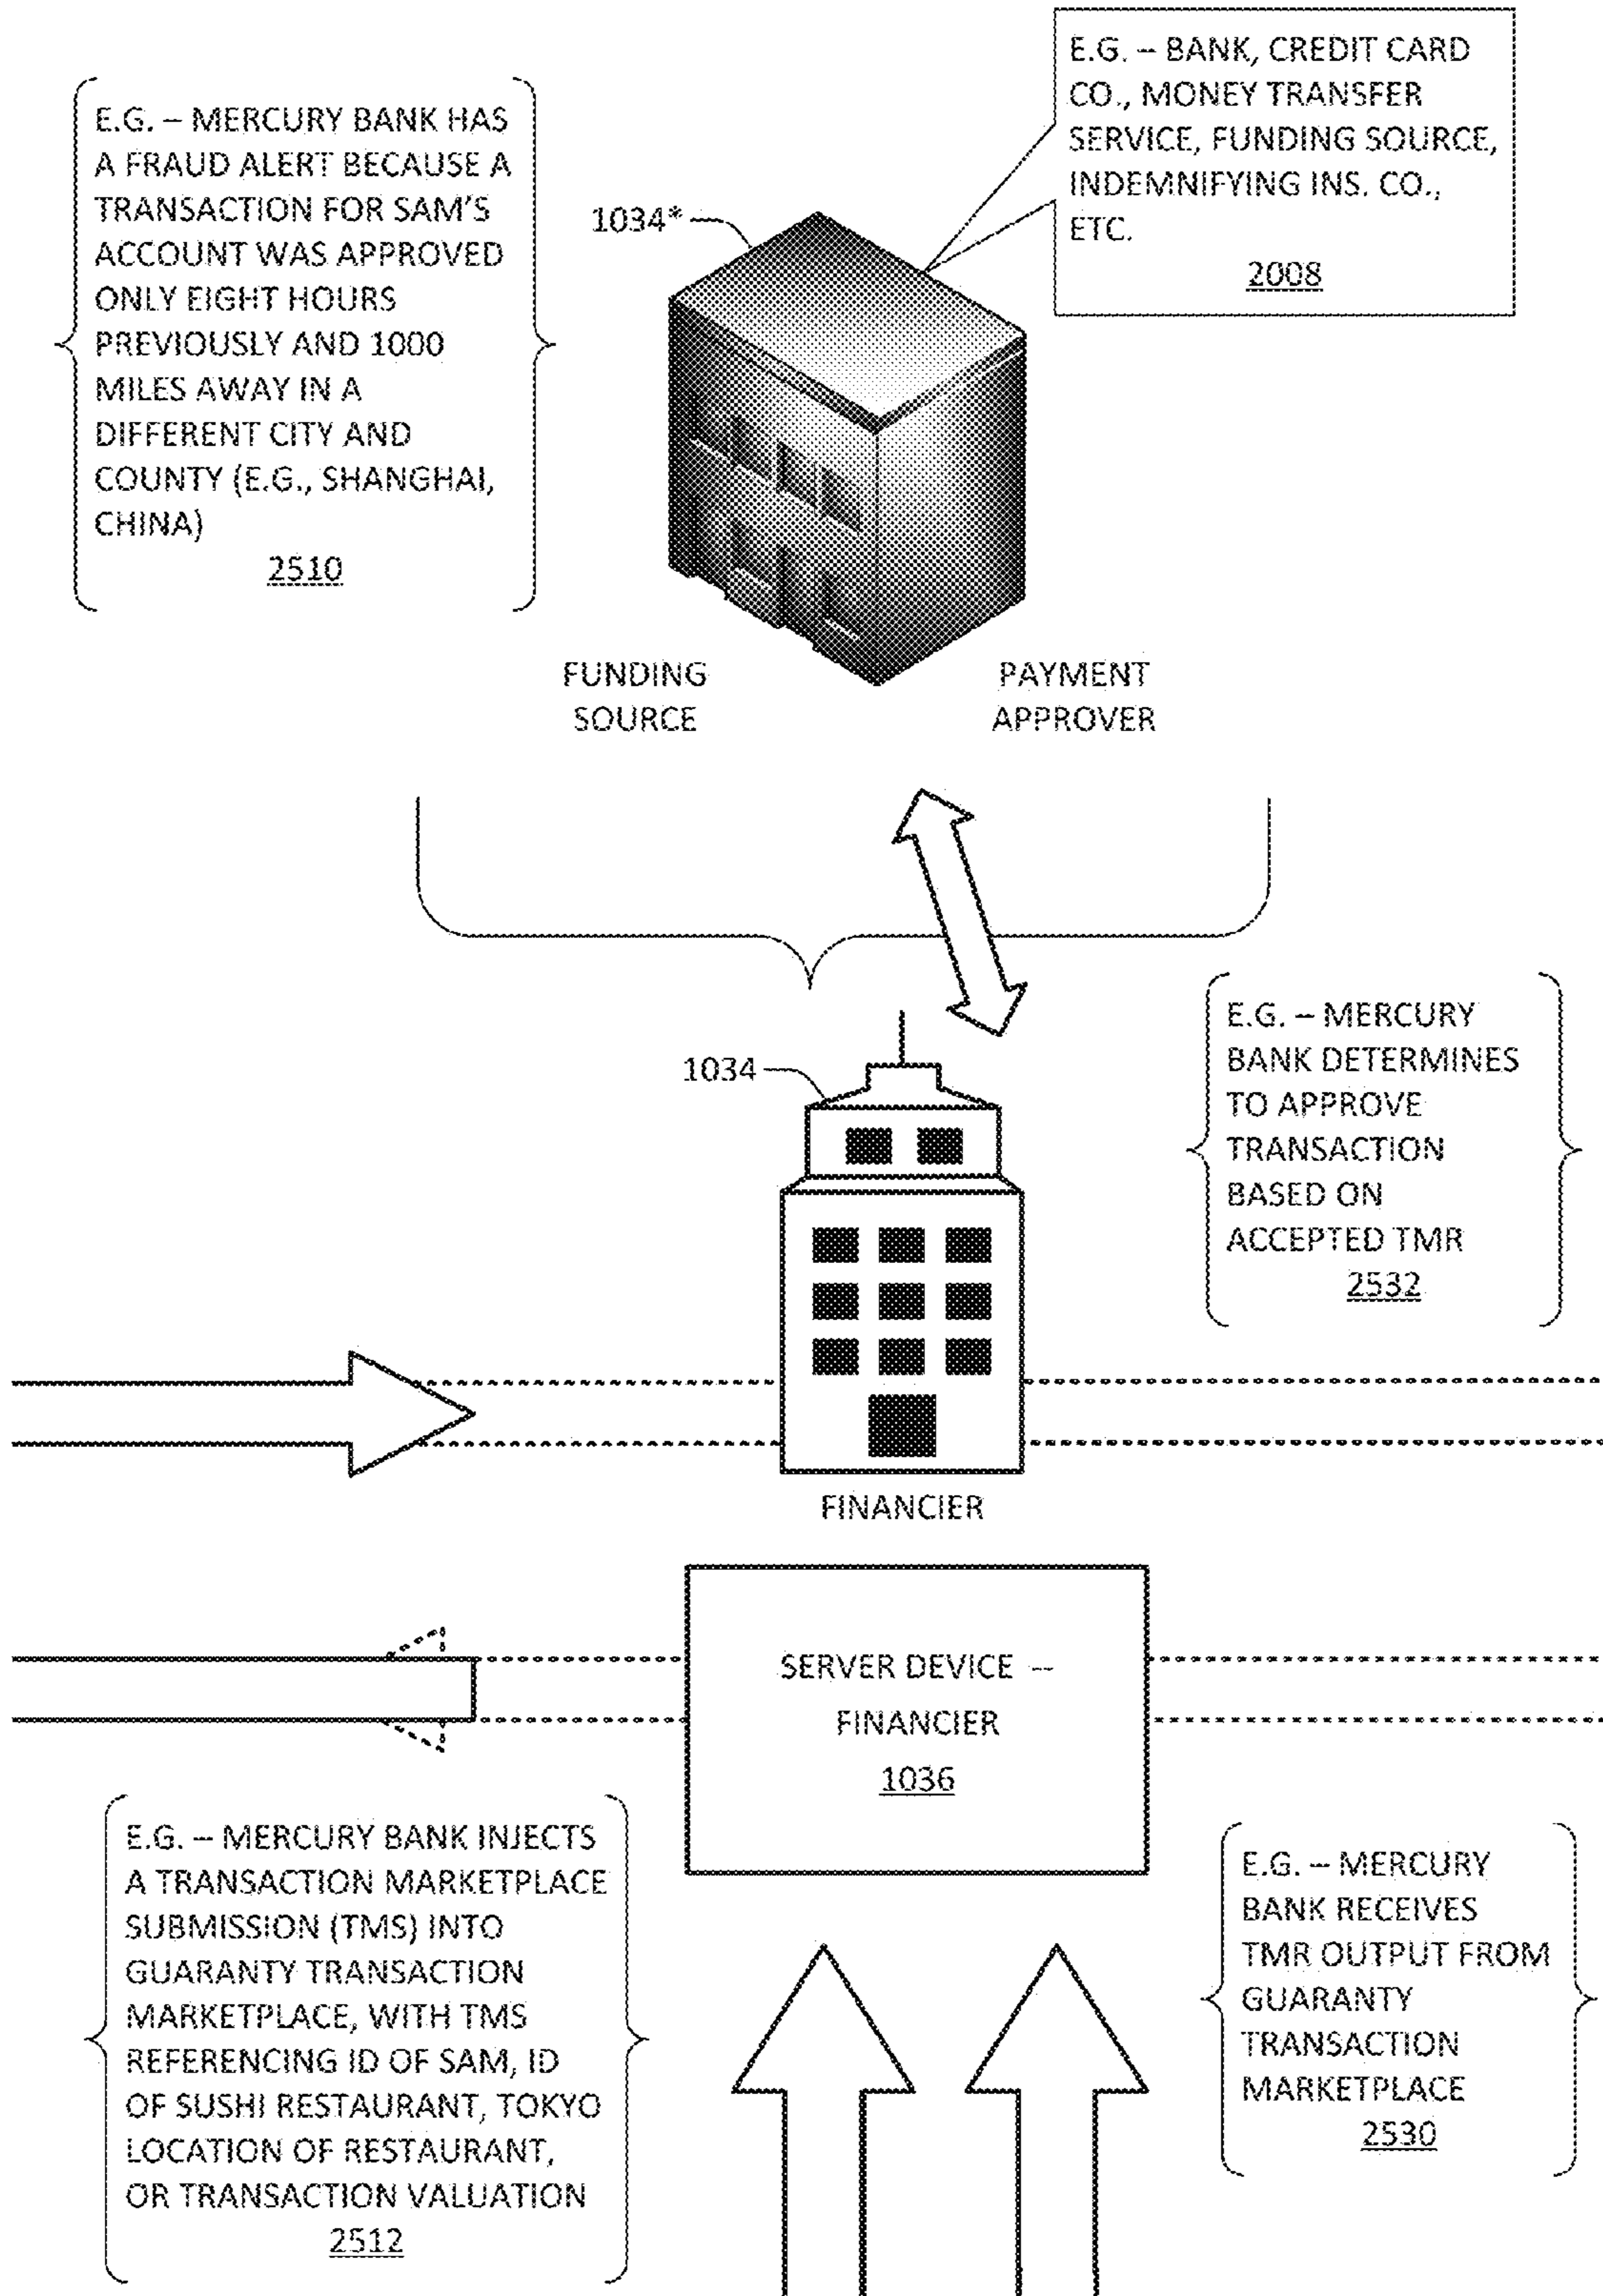 E.G. – BANK, CREDIT CARD
CO., MONEY TRANSFER
SERVICE, FUNDING SOURCE,
INDEMNIFYING INS. CO.,
ETC.
2008
E.G. – MERCURY BANK HAS
A FRAUD ALERT BECAUSE A
TRANSACTION FOR SAM'S
ACCOUNT WAS APPROVED
ONLY EIGHT HOURS
PREVIOUSLY AND 1000
MILES AWAY IN A
DIFFERENT CITY AND
COUNTY (E.G., SHANGHAI,
CHINA)
2510
1034*
FUNDING
SOURCE
PAYMENT
APPROVER
1034
E.G. – MERCURY
BANK DETERMINES
TO APPROVE
TRANSACTION
BASED ON
ACCEPTED TMR
2532
FINANCIER
SERVER DEVICE --
FINANCIER
1036
E.G. – MERCURY BANK INJECTS
A TRANSACTION MARKETPLACE
SUBMISSION (TMS) INTO
GUARANTY TRANSACTION
MARKETPLACE, WITH TMS
REFERENCING ID OF SAM, ID
OF SUSHI RESTAURANT, TOKYO
LOCATION OF RESTAURANT,
OR TRANSACTION VALUATION
2512
E.G. – MERCURY
BANK RECEIVES
TMR OUTPUT FROM
GUARANTY
TRANSACTION
MARKETPLACE
2530